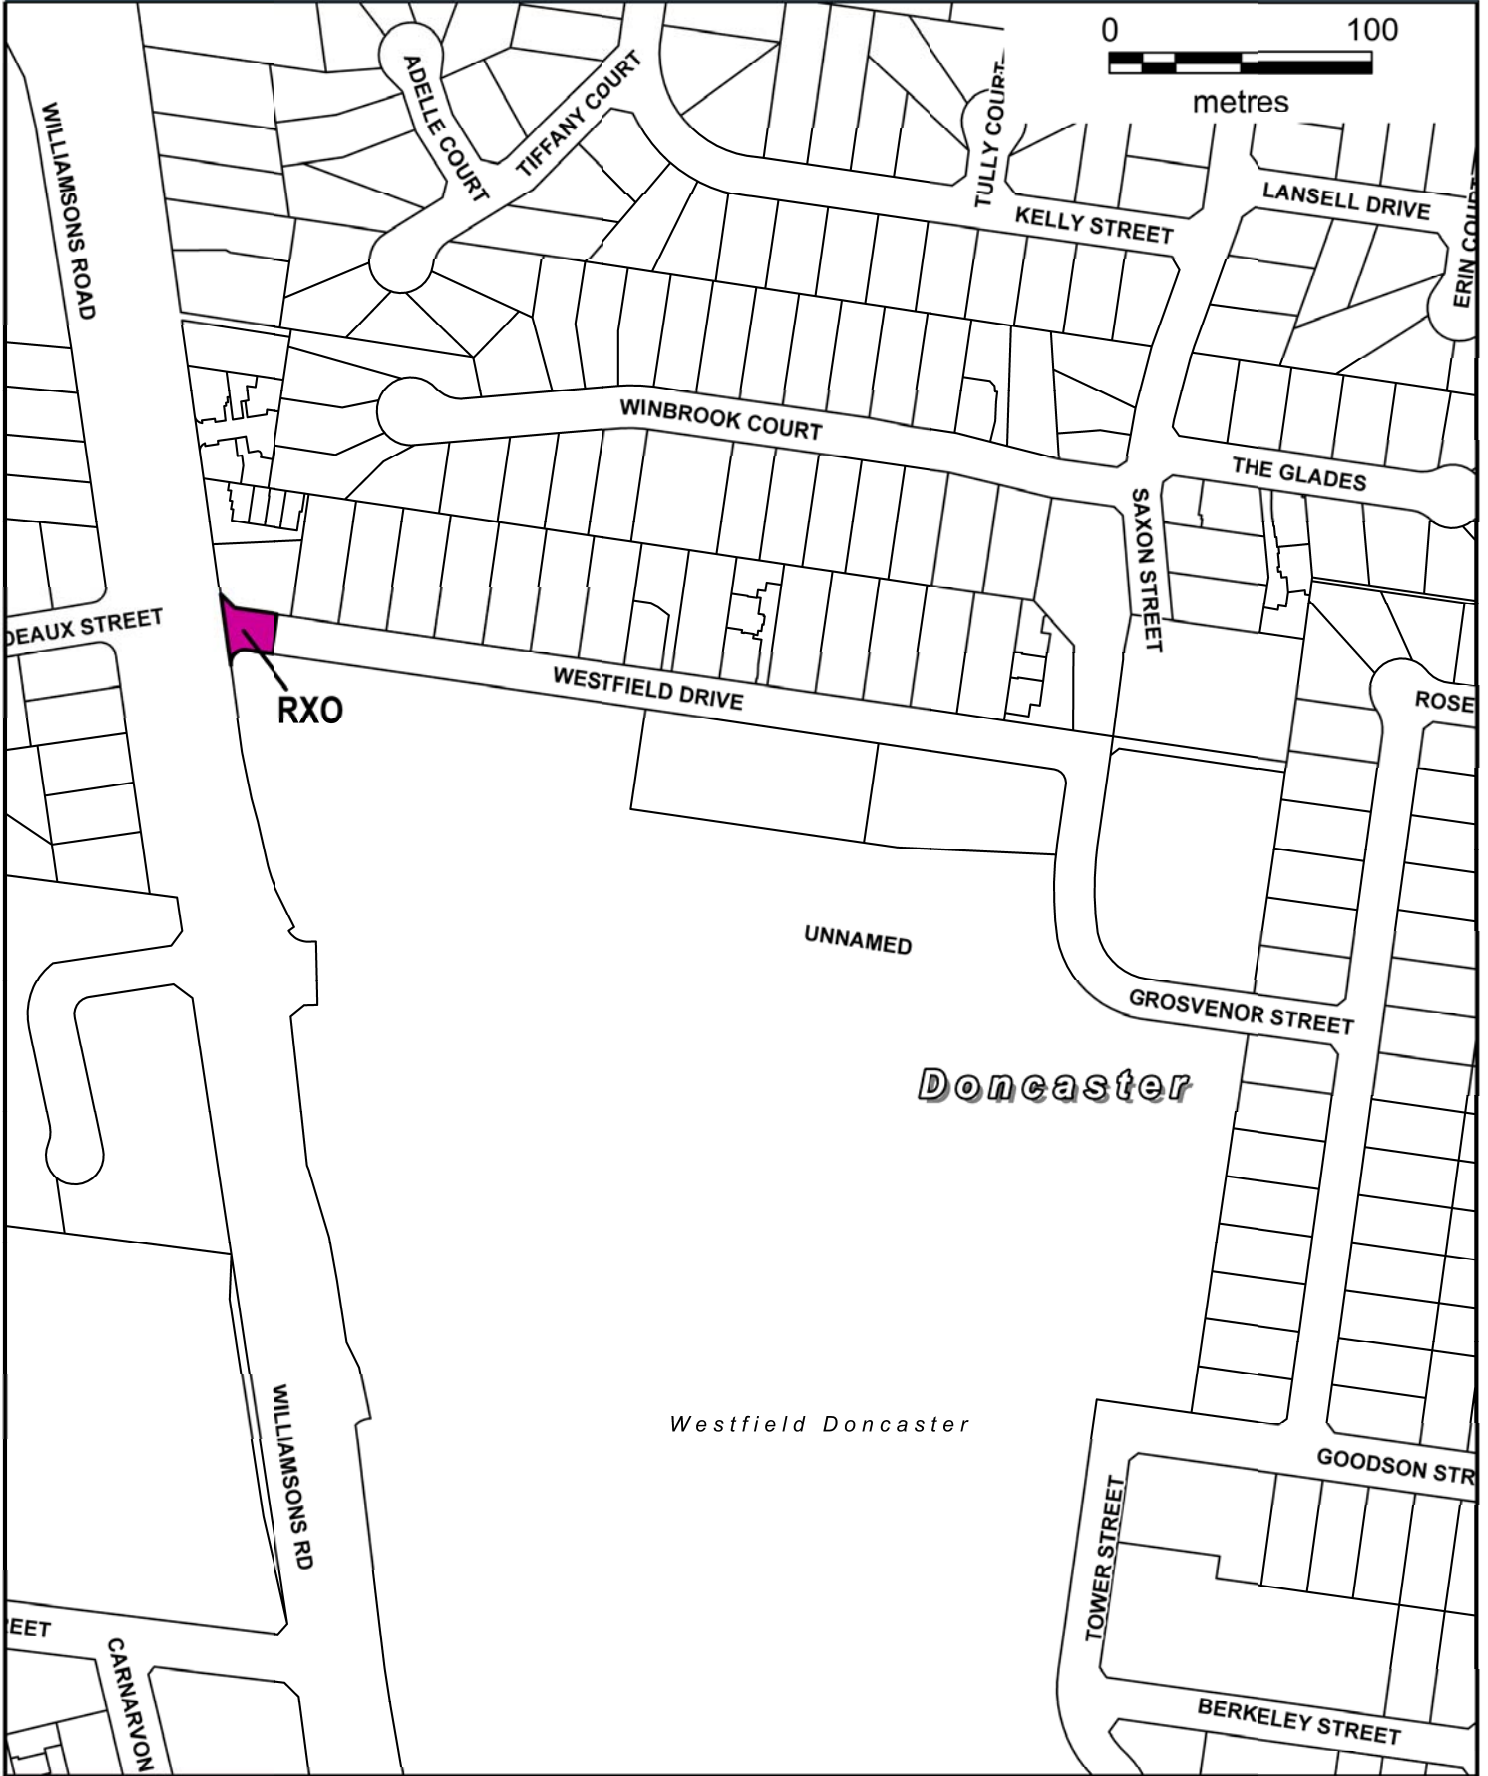 0 100
metres
WILLIAMSONS ROAD
ADELLE COURT
TIFFANY COURT
TULLY COURT
KELLY STREET
LANSELL DRIVE
ERIN COURT
WINBROOK COURT
THE GLADES
SAXON STREET
DEAUX STREET
RXO
WESTFIELD DRIVE
ROSE
UNNAMED
GROSVENOR STREET
Doncaster
Westfield Doncaster
WILLIAMSONS RD
GOODSON STR
TOWER STREET
REET
CARNARVON
BERKELEY STREET